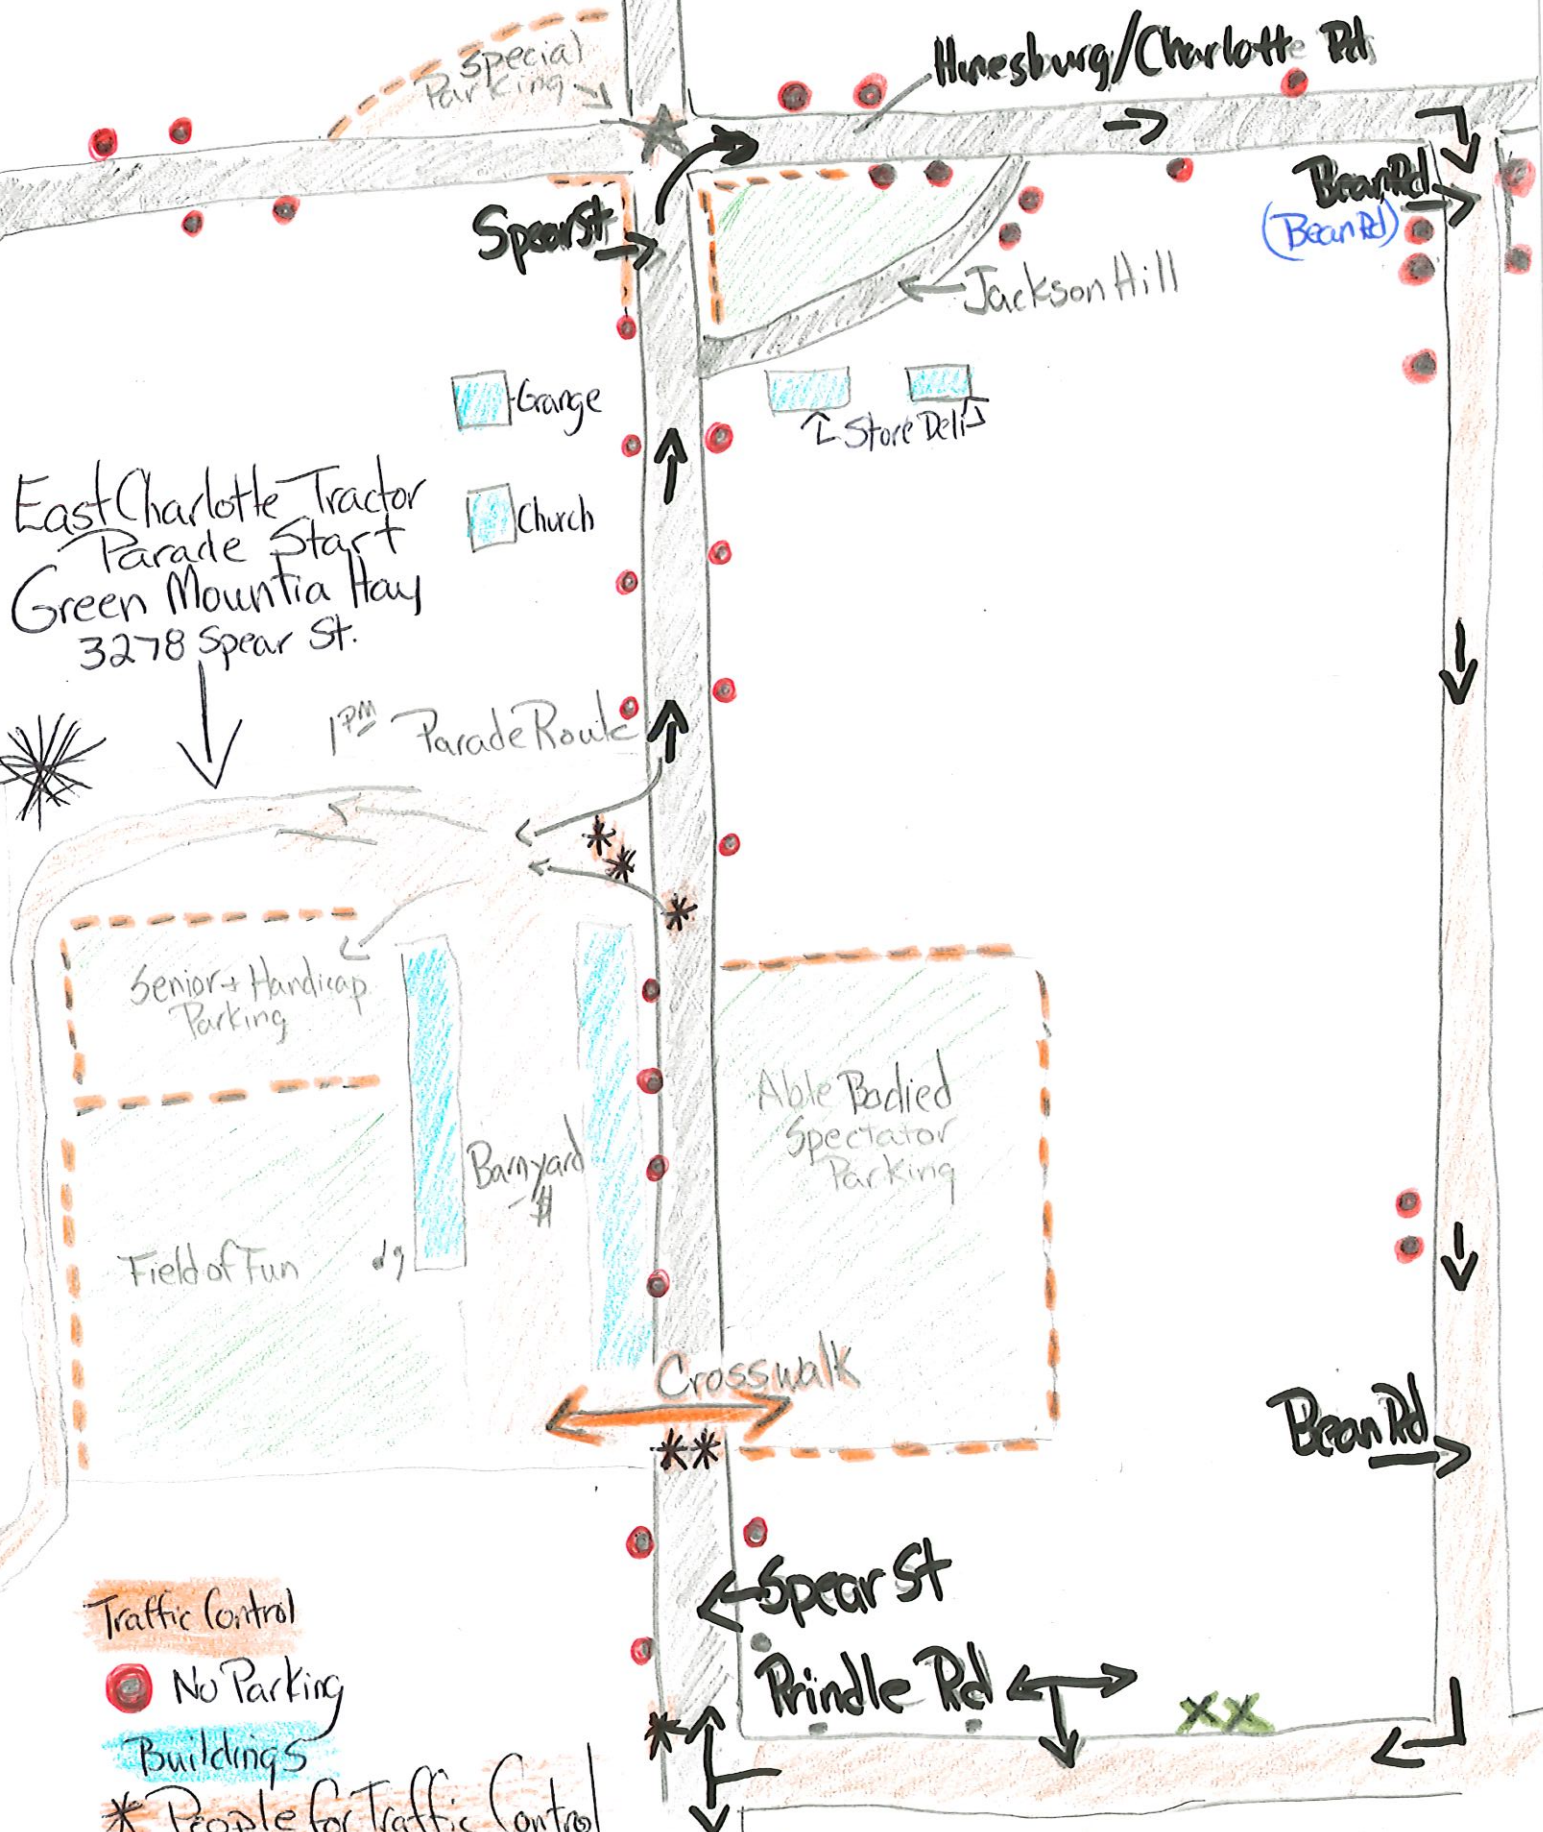 Special
Parking
Hinesburg/Charlotte Rd
Bean Rd
(Bean Rd)
Spear St
Jackson Hill
Grange
Store Deli
Church
East Charlotte Tractor
Parade Start
Green Mountia Hay
3278 Spear St.
1PM Parade Route
Senior + Handicap
Parking
Able Bodied
Spectator
Parking
Barnyard
$
Field of Fun
Crosswalk
Bean Rd
Spear St
Prindle Rd
XX
Traffic Control
No Parking
Buildings
* People for Traffic Control